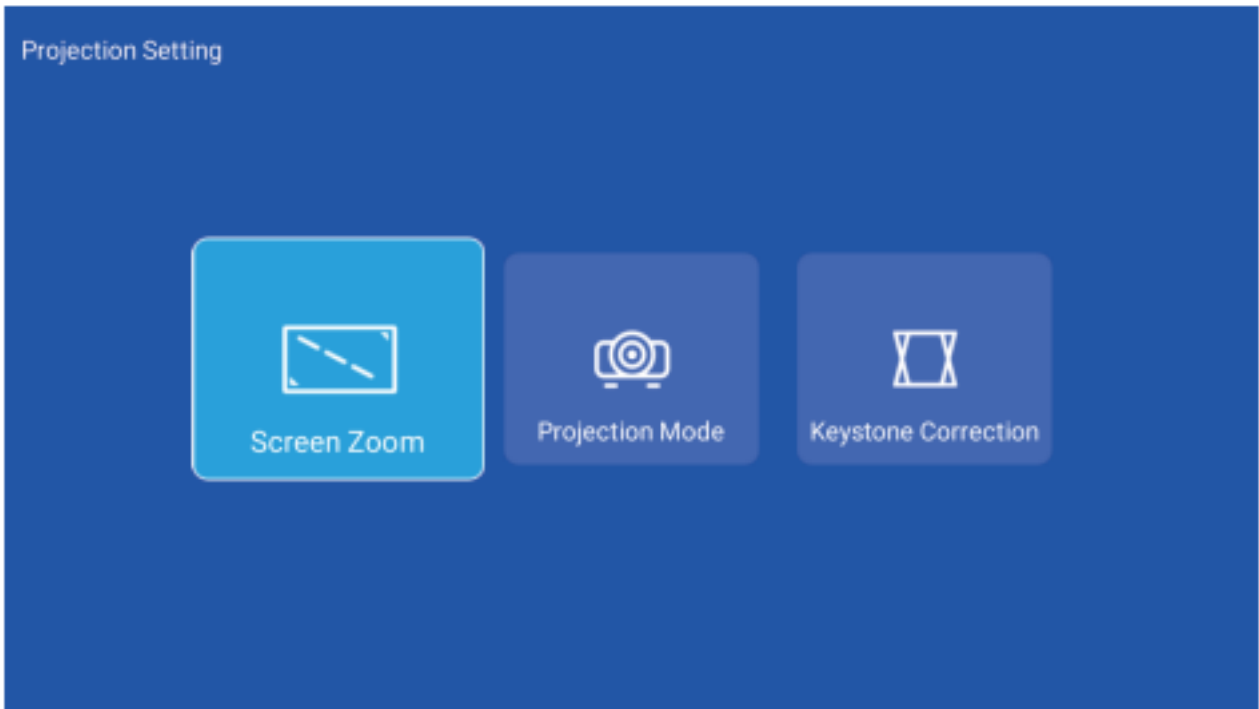 Projection Setting
Screen Zoom
Projection Mode
Keystone Correction